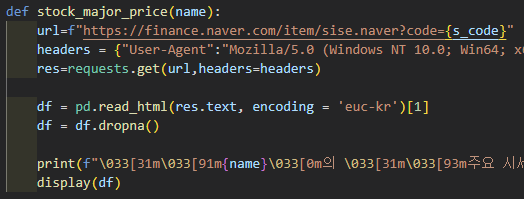 def stock_major_price(name):
url=f"https://finance.naver.com/item/sise.naver?code={s_code}"
headers = {"User-Agent":"Mozilla/5.0 (Windows NT 10.0; Win64;
res=requests.get(url,headers=headers)
df = pd.read_html(res.text, encoding = 'euc-kr')[1]
df = df.dropna()
print(f"\033[31m\033[91m{name}\033[0m의 \033[31m\033[93m주요 시세
display(df)